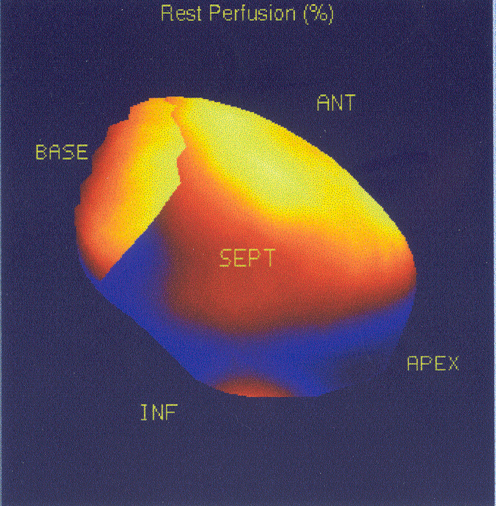 Rest Perfusion (%)
ANT
BASE
SEPT
APEX
INF